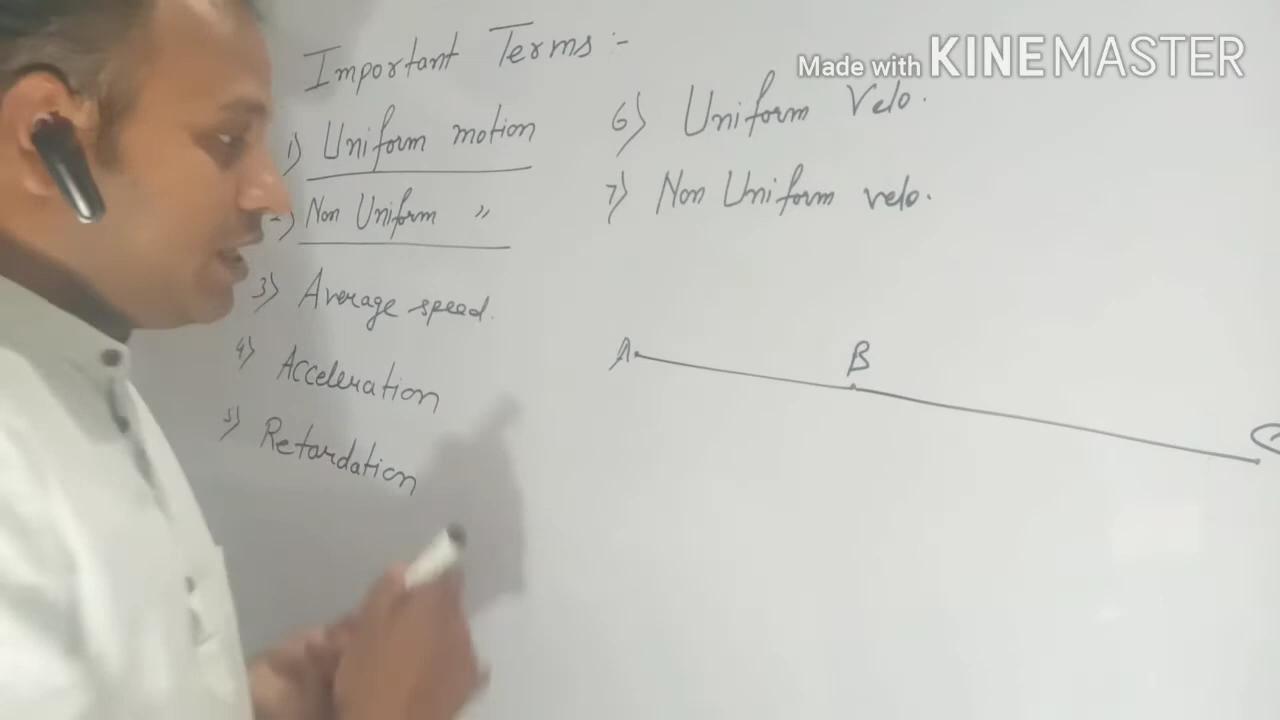 Important Terms :-
1) Uniform motion
2) Non Uniform "
3) Average speed.
4) Acceleration
5) Retardation
Made with KINEMASTER
6) Uniform Velo.
7) Non Uniform velo.
A
B
C